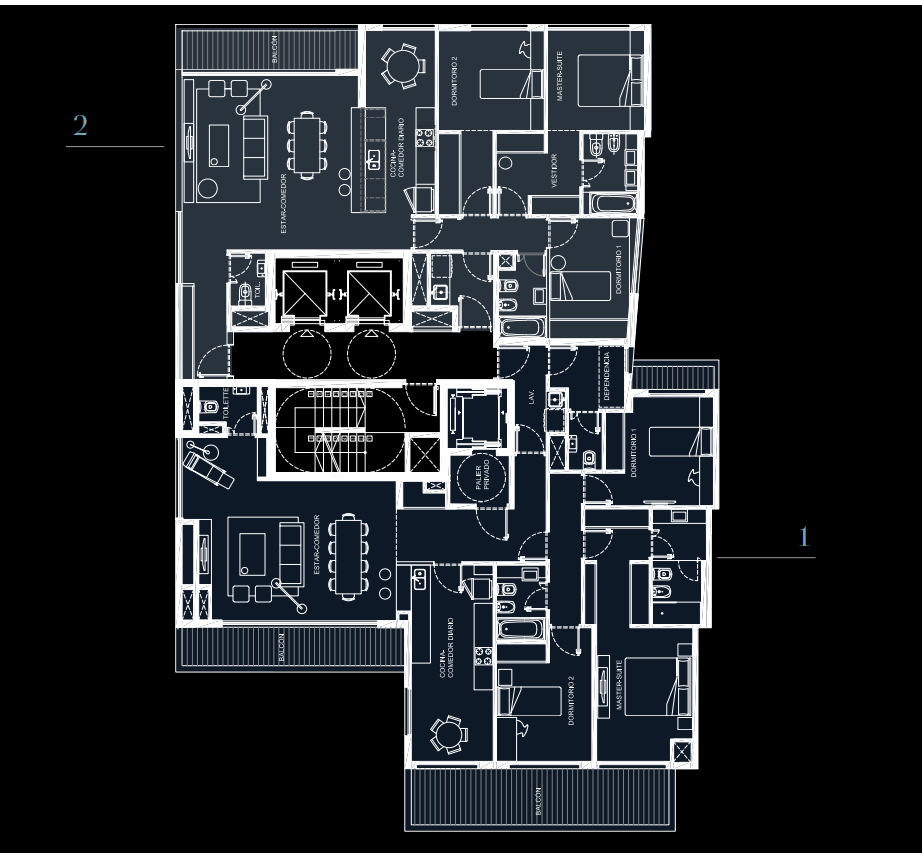 BALCÓN
DORMITORIO 2
MASTER-SUITE
2
COCINA-
COMEDOR DIARIO
VESTIDOR
ESTAR-COMEDOR
TOIL.
DORMITORIO 1
TOILETTE
LAV.
DEPENDENCIA
DORMITORIO 1
PALIER
PRIVADO
ESTAR-COMEDOR
1
BALCÓN
COCINA-
COMEDOR DIARIO
DORMITORIO 2
MASTER-SUITE
BALCÓN